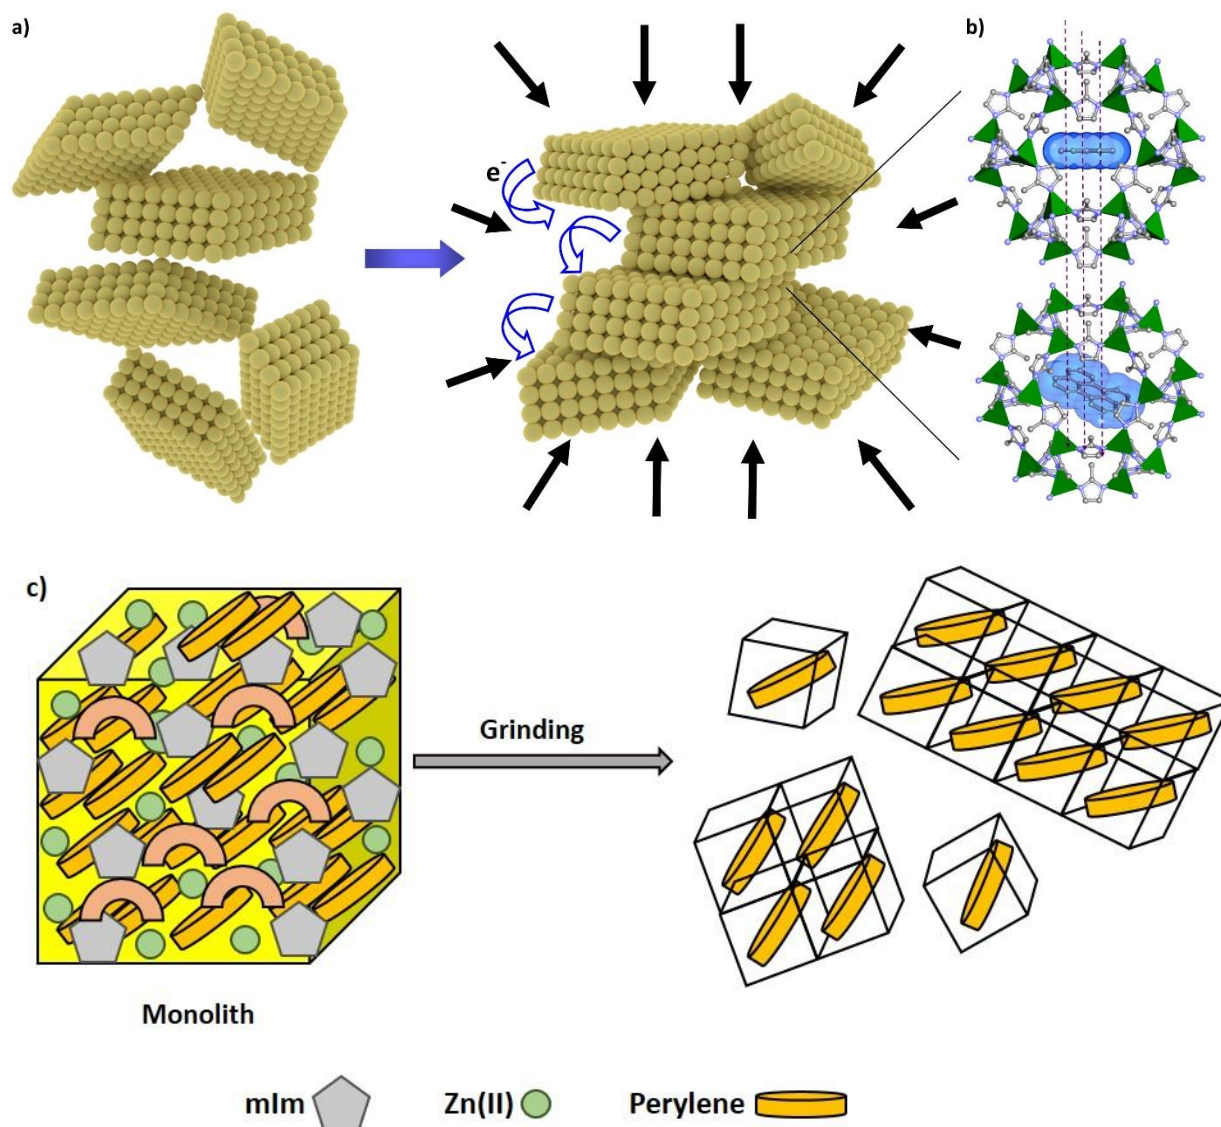 a)
b)
e-
c)
Grinding
Monolith
mIm
Zn(II)
Perylene